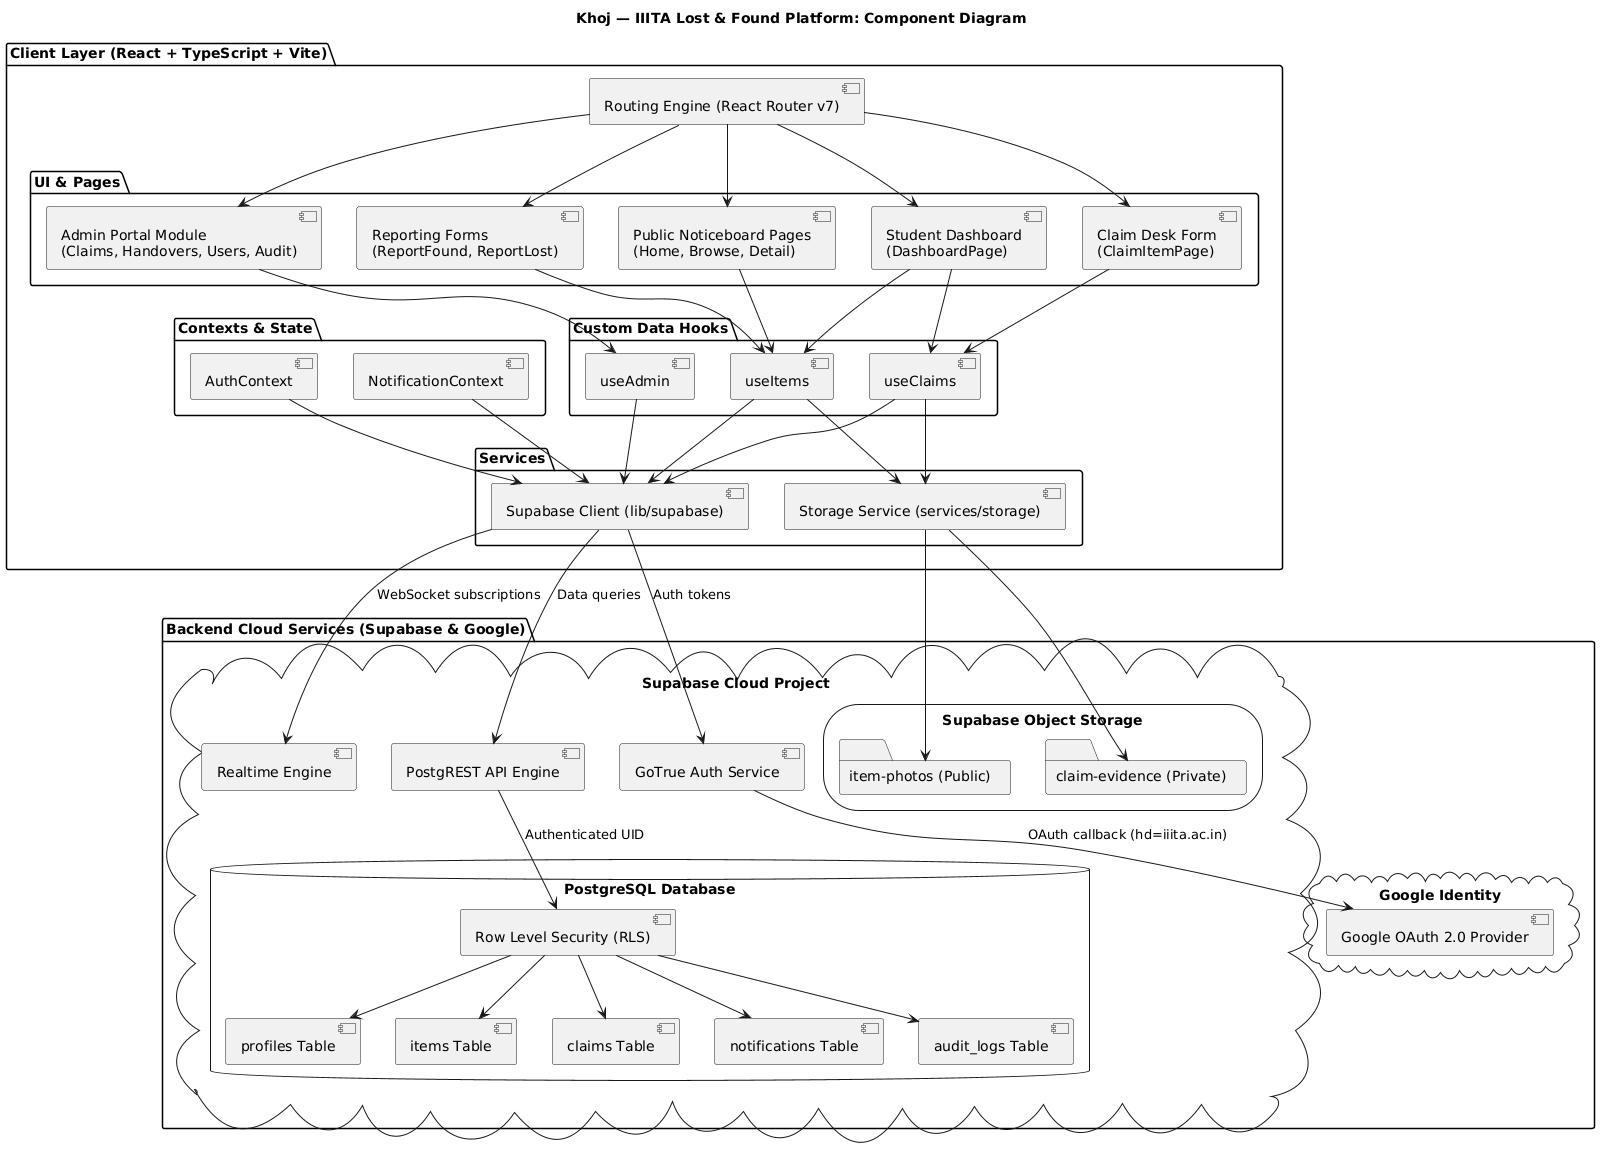 Khoj — IIITA Lost & Found Platform: Component Diagram
Client Layer (React + TypeScript + Vite)
Routing Engine (React Router v7)
UI & Pages
Admin Portal Module
(Claims, Handovers, Users, Audit)
Reporting Forms
(ReportFound, ReportLost)
Public Noticeboard Pages
(Home, Browse, Detail)
Student Dashboard
(DashboardPage)
Claim Desk Form
(ClaimItemPage)
Contexts & State
AuthContext
NotificationContext
Custom Data Hooks
useAdmin
useItems
useClaims
Services
Supabase Client (lib/supabase)
Storage Service (services/storage)
WebSocket subscriptions
Data queries
Auth tokens
Backend Cloud Services (Supabase & Google)
Supabase Cloud Project
Supabase Object Storage
Realtime Engine
PostgREST API Engine
GoTrue Auth Service
item-photos (Public)
claim-evidence (Private)
Authenticated UID
OAuth callback (hd=iiita.ac.in)
PostgreSQL Database
Row Level Security (RLS)
Google Identity
Google OAuth 2.0 Provider
profiles Table
items Table
claims Table
notifications Table
audit_logs Table